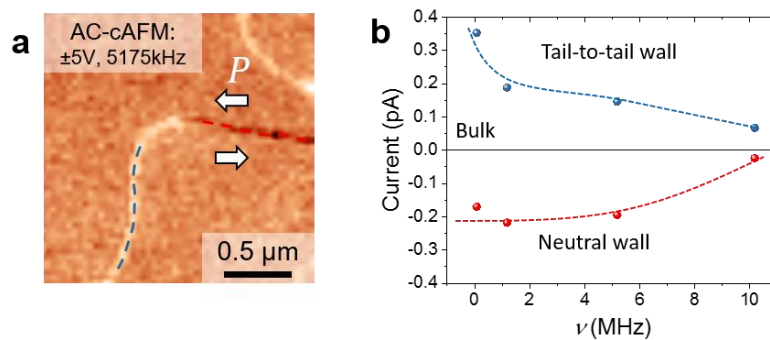 a
AC-cAFM:
±5V, 5175kHz
P
0.5 µm
b
Current (pA)
0.4
0.3
0.2
0.1
0.0
-0.1
-0.2
-0.3
-0.4
Tail-to-tail wall
Bulk
Neutral wall
0 2 4 6 8 10
ν (MHz)